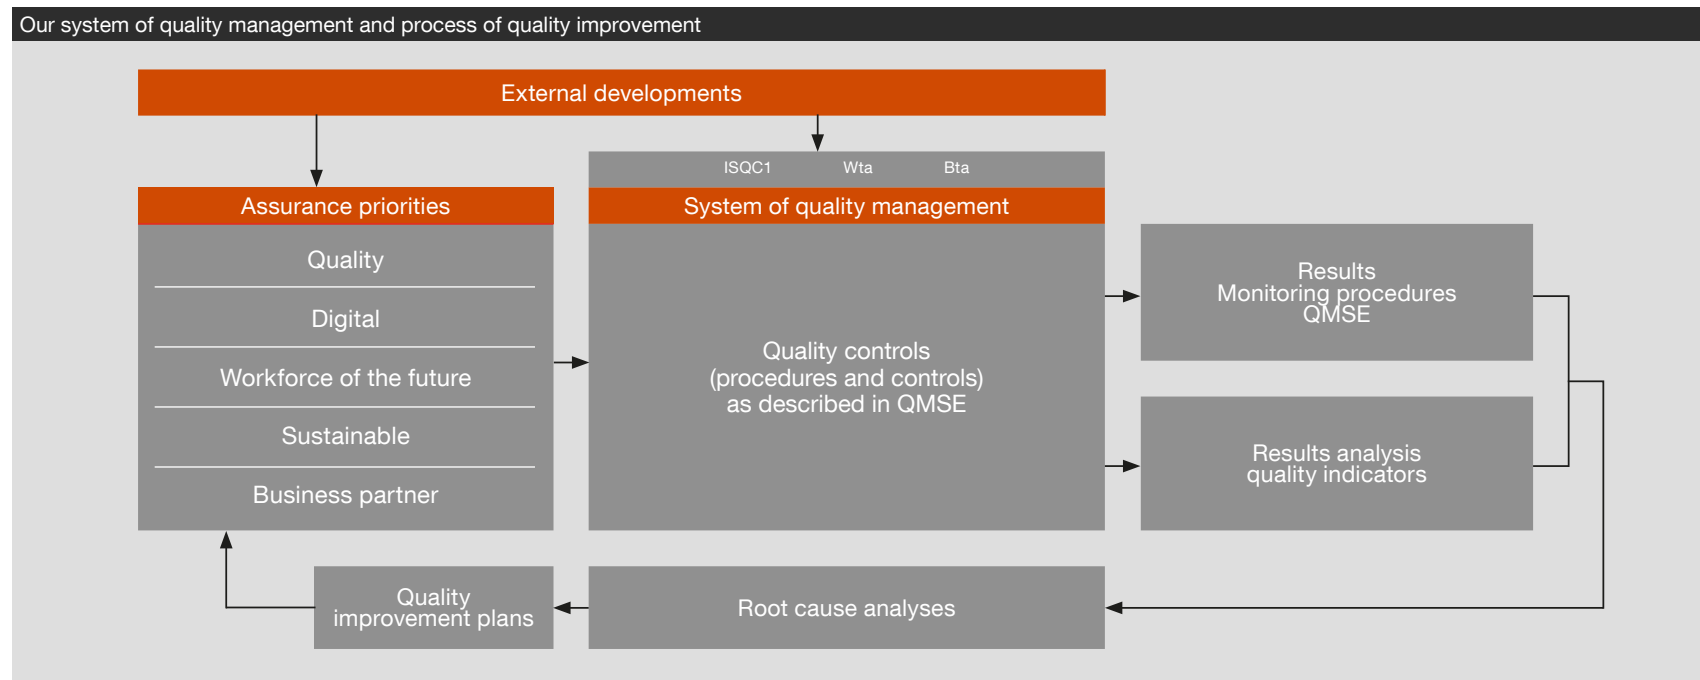 Our system of quality management and process of quality improvement
External developments
ISQC1 Wta Bta
Assurance priorities
Quality
Digital
Workforce of the future
Sustainable
Business partner
System of quality management
Quality controls
(procedures and controls)
as described in QMSE
Results
Monitoring procedures
QMSE
Results analysis
quality indicators
Quality
improvement plans
Root cause analyses